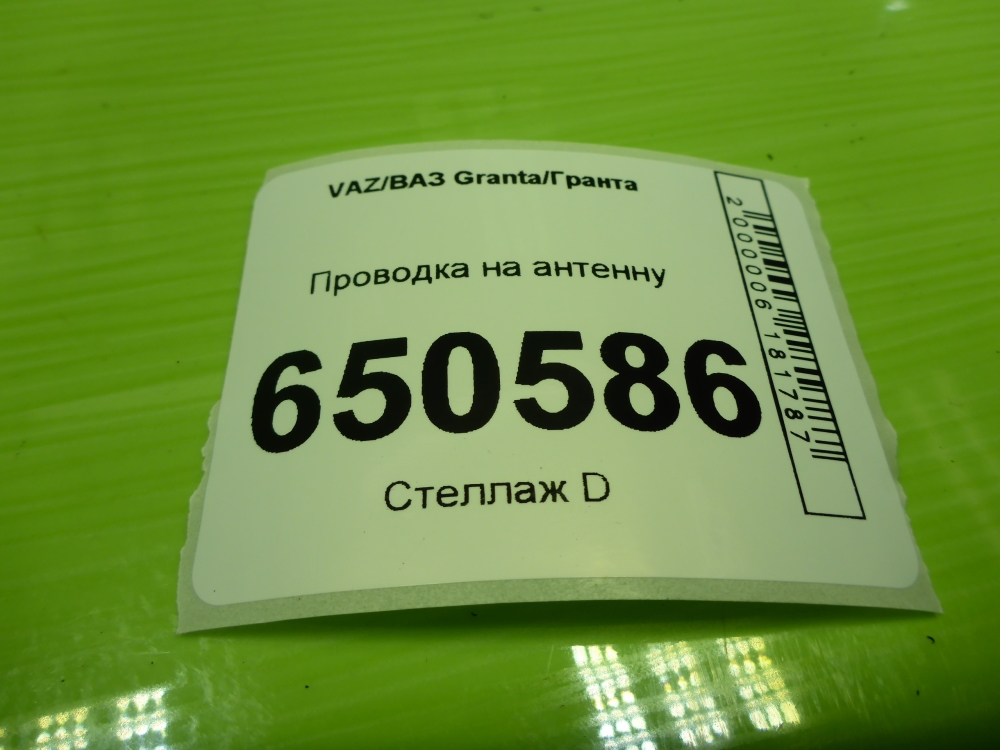 VAZ/ВАЗ Granta/Гранта
Проводка на антенну
650586
Стеллаж D
2000006181787